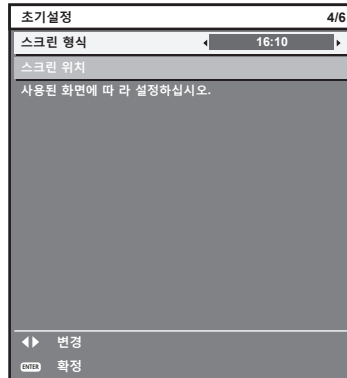 초기설정 4/6
스크린 형식 16:10
스크린 위치
사용된 화면에 따 라 설정하십시오.
변경
ENTER 확정